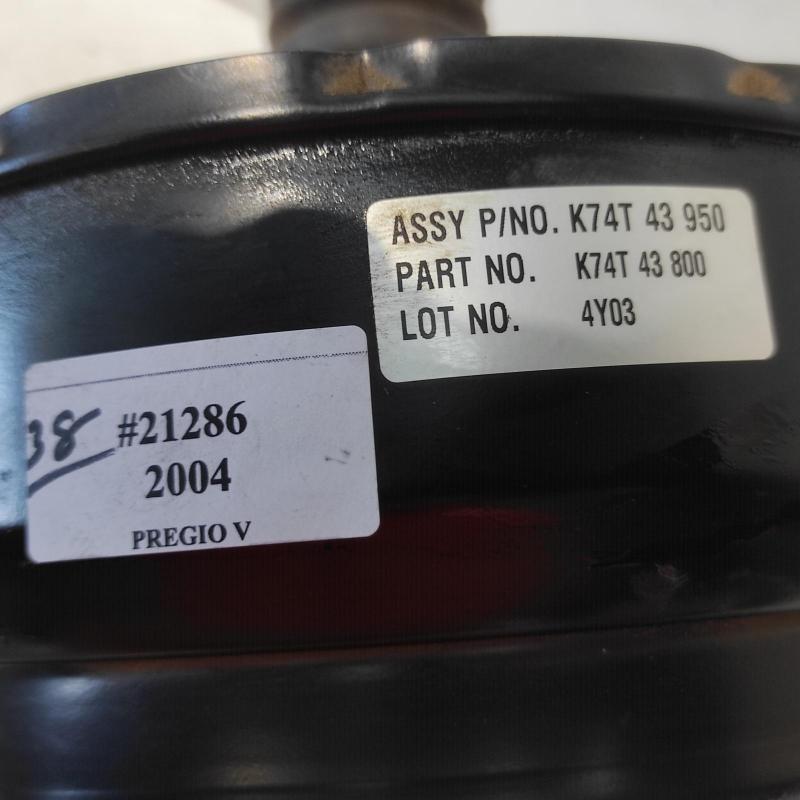 ASSY P/NO. K74T 43 950
PART NO. K74T 43 800
LOT NO. 4Y03
38 #21286
2004
PREGIO V